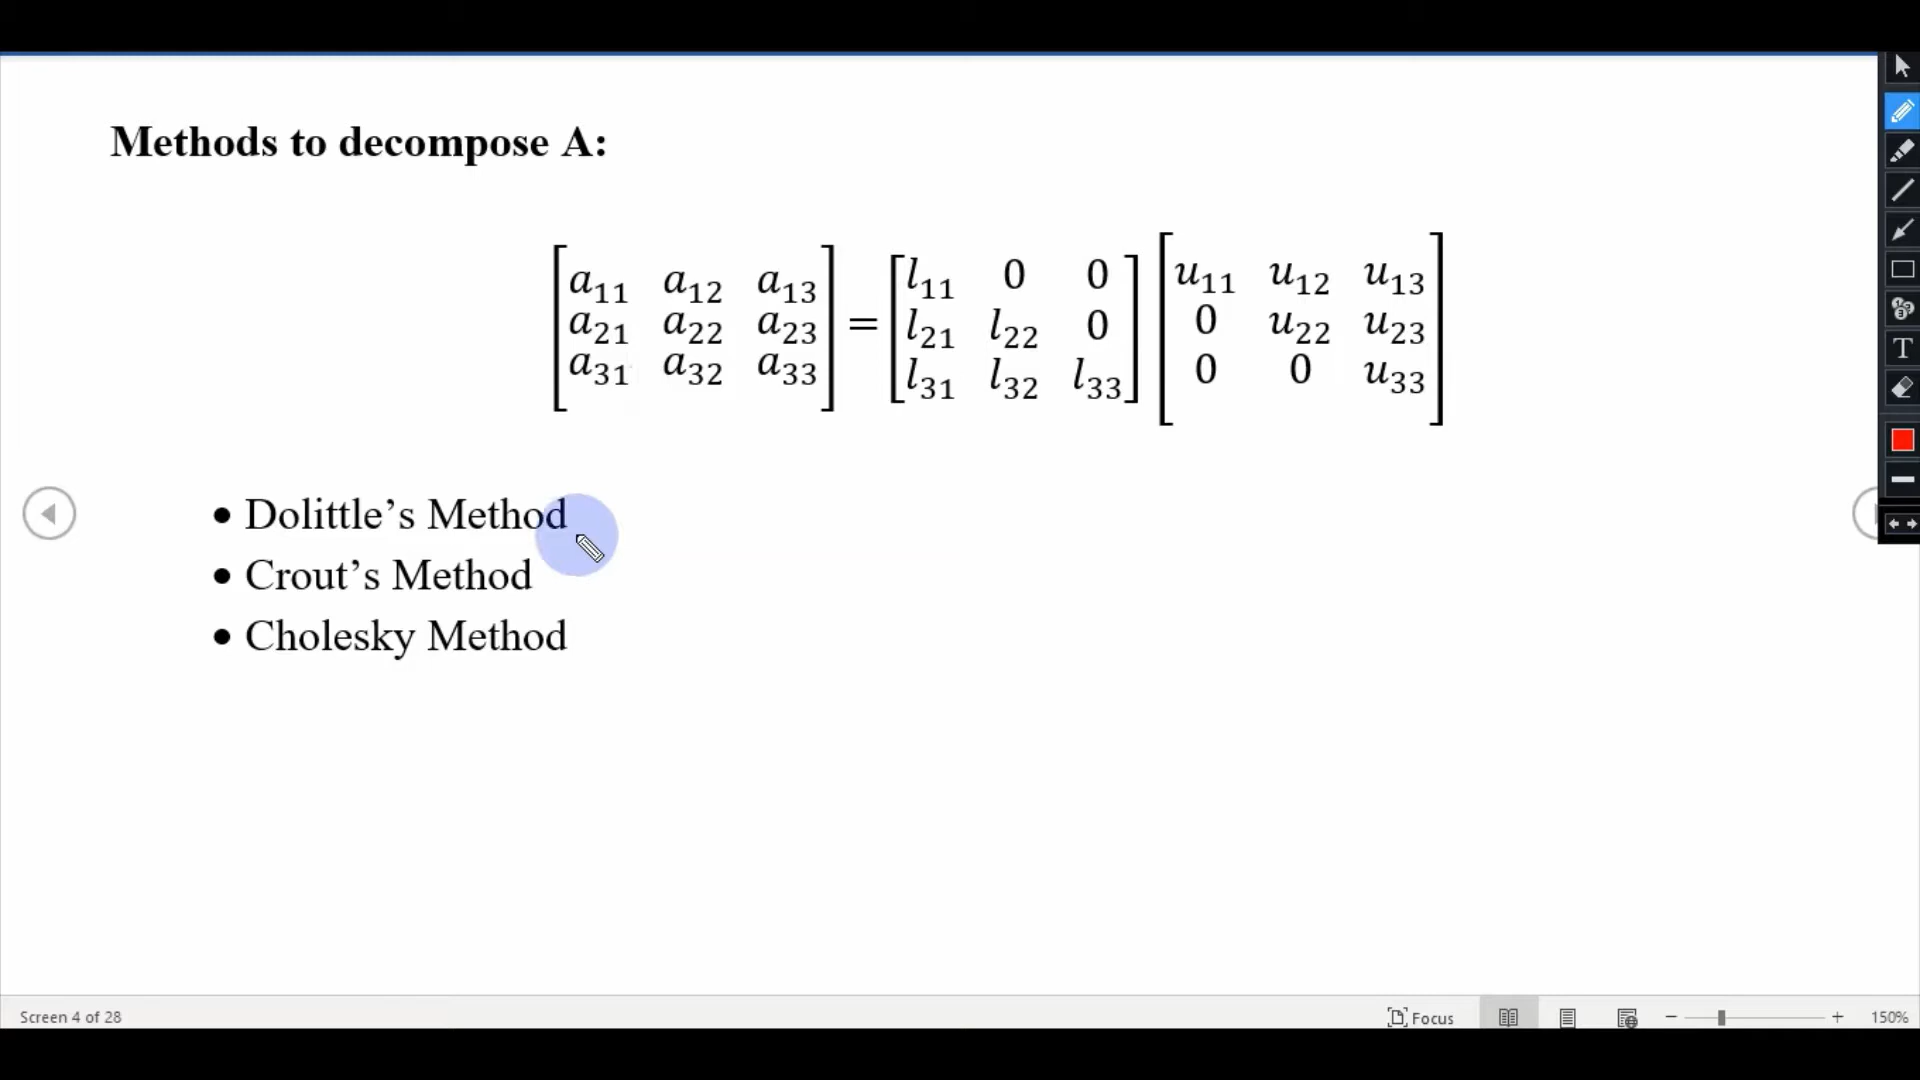 Methods to decompose A:
[a₁₁ a₁₂ a₁₃] [l₁₁ 0 0] [u₁₁ u₁₂ u₁₃]
[a₂₁ a₂₂ a₂₃] = [l₂₁ l₂₂ 0] [0 u₂₂ u₂₃]
[a₃₁ a₃₂ a₃₃] [l₃₁ l₃₂ l₃₃] [0 0 u₃₃]
• Dolittle’s Method
• Crout’s Method
• Cholesky Method
T
Screen 4 of 28
Focus
− + 150%